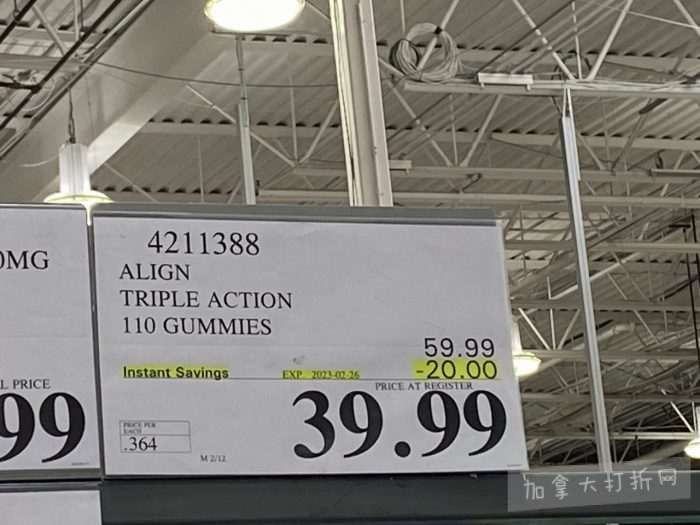 0MG
L PRICE
99
4211388
ALIGN
TRIPLE ACTION
110 GUMMIES
59.99
Instant Savings EXP 2023-02-26 -20.00
PRICE AT REGISTER
39.99
PRICE PER
EACH
.364
M 2/12
加拿大打折网